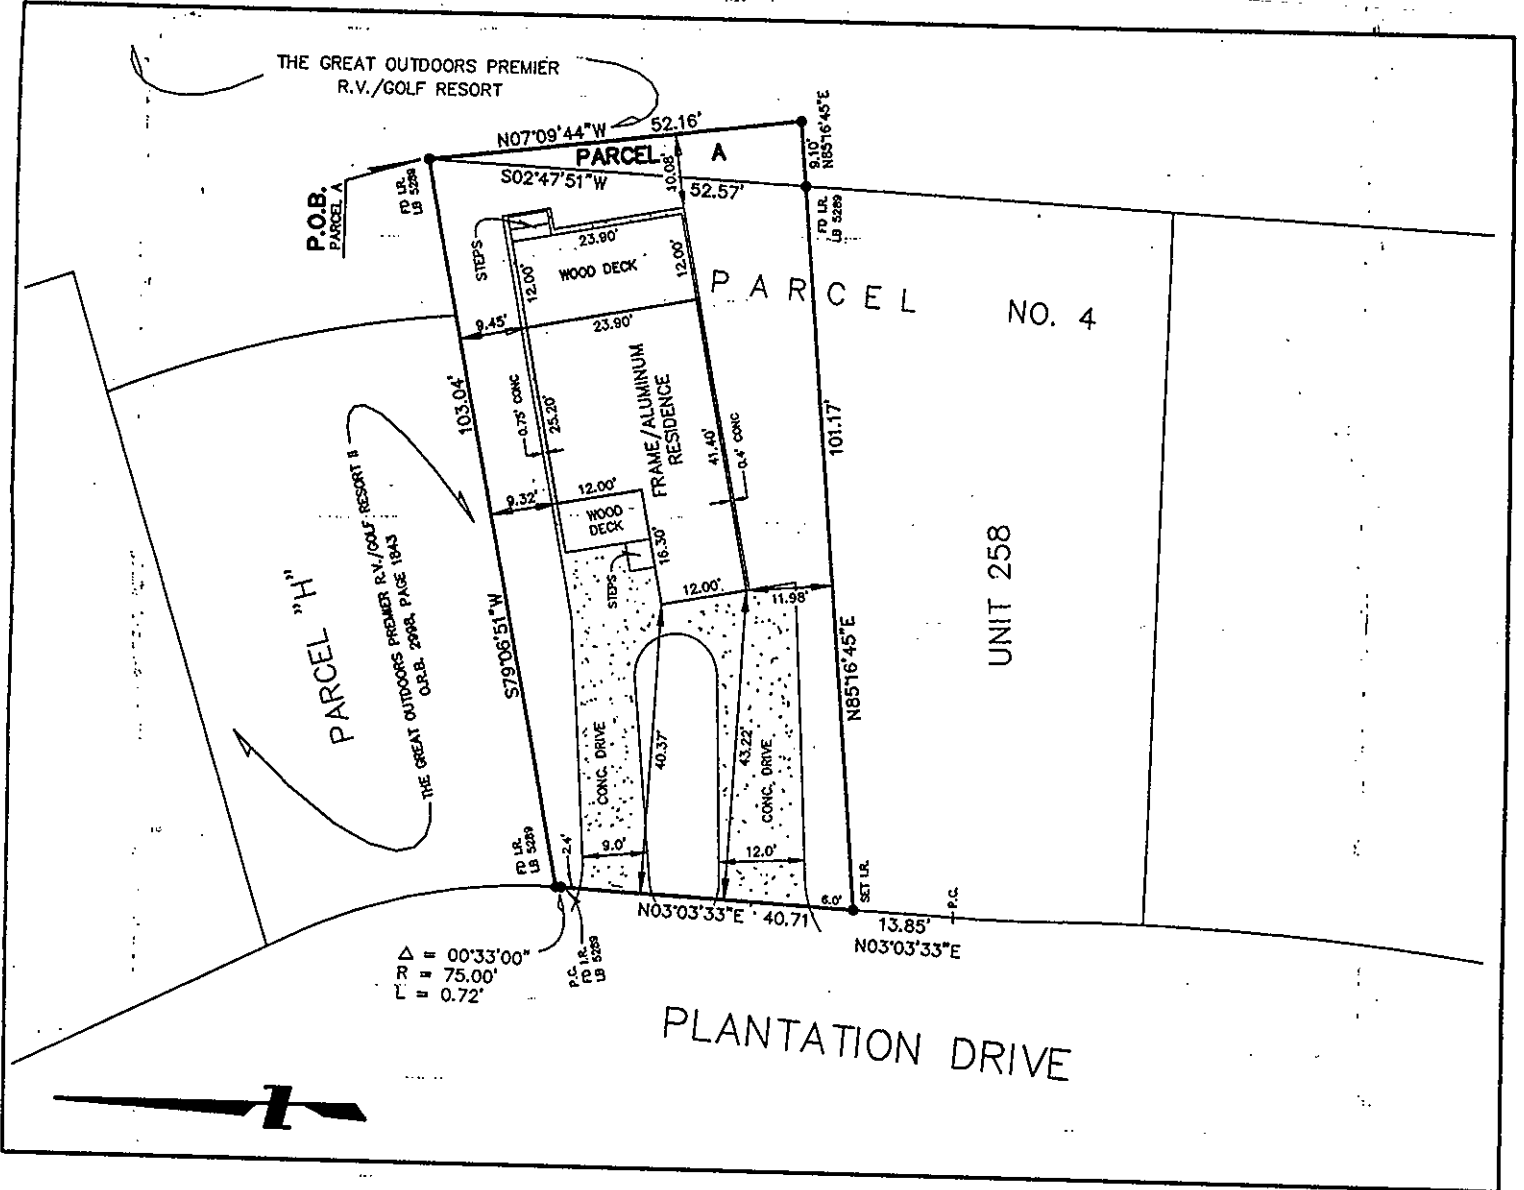 THE GREAT OUTDOORS PREMIER
R.V./GOLF RESORT
N07°09'44"W
52.16'
PARCEL A
9.10'
N85°16'45"E
10.08'
S02°47'51"W
52.57'
FD I.R.
LB 5289
P.O.B.
PARCEL A
FD I.R.
LB 5289
STEPS
23.90'
12.00'
WOOD DECK
12.00'
PARCEL NO. 4
9.45'
23.90'
103.04'
0.75' CONC
25.20'
FRAME/ALUMINUM
RESIDENCE
41.40'
0.4' CONC
101.17'
9.32'
12.00'
WOOD
DECK
16.30'
STEPS
12.00'
11.98'
UNIT 258
PARCEL "H"
THE GREAT OUTDOORS PREMIER R.V./GOLF RESORT II
O.R.B. 2998, PAGE 1843
S79°06'51"W
N85°16'45"E
CONC. DRIVE
40.37'
43.22'
CONC. DRIVE
FD I.R.
LB 5289
2.4'
9.0'
12.0'
6.0'
SET I.R.
P.C.
N03°03'33"E 40.71
13.85'
N03°03'33"E
Δ = 00°33'00"
R = 75.00'
L = 0.72'
P.C.
FD I.R.
LB 5289
PLANTATION DRIVE
N